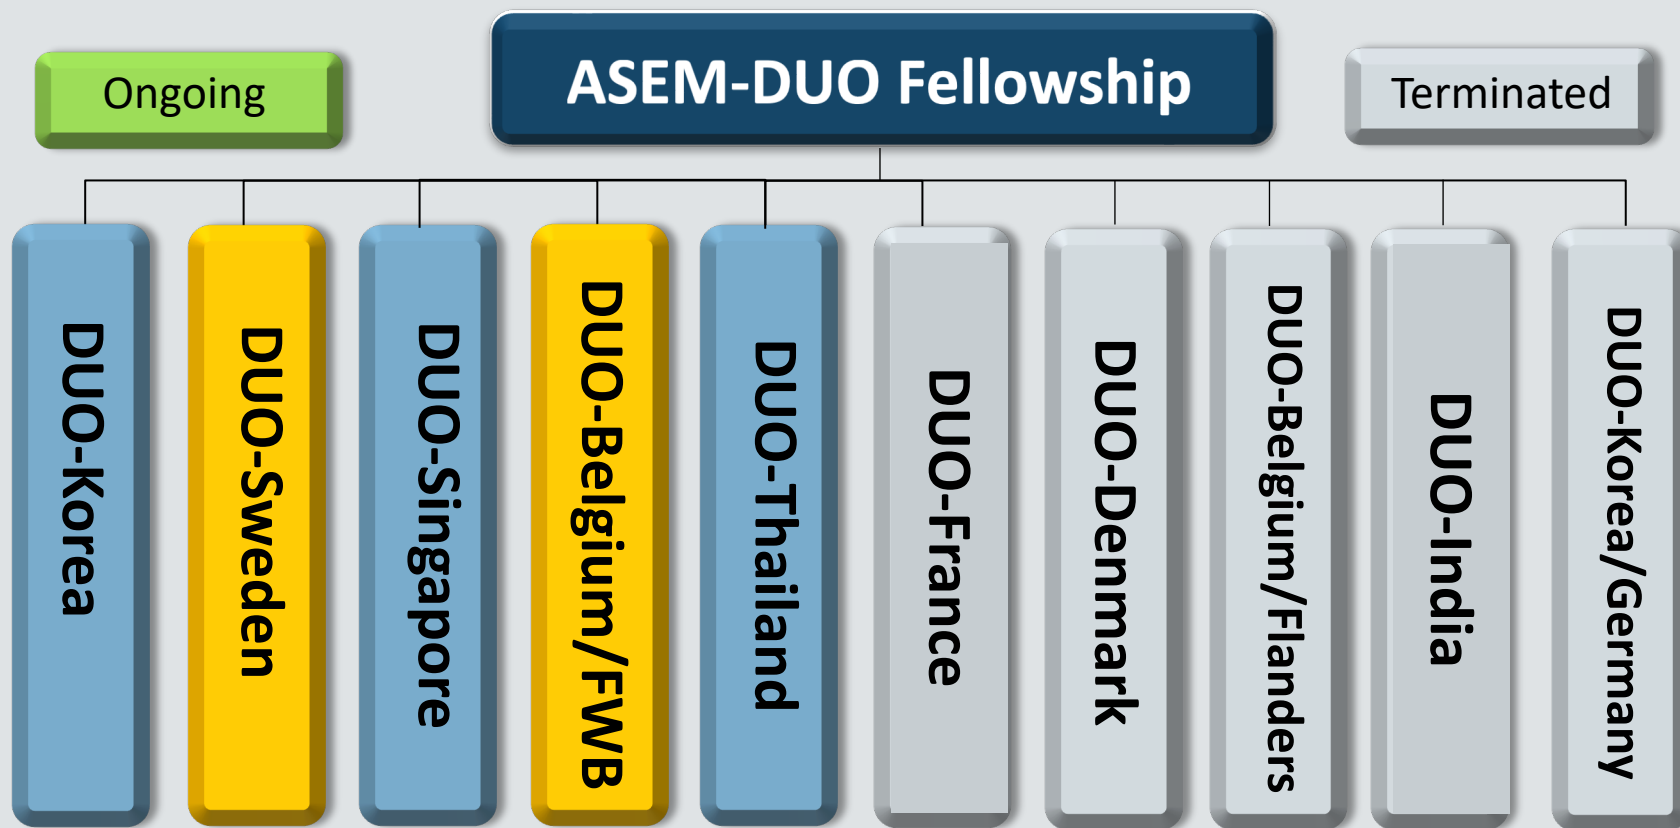 Ongoing
ASEM-DUO Fellowship
Terminated
DUO-Korea
DUO-Sweden
DUO-Singapore
DUO-Belgium/FWB
DUO-Thailand
DUO-France
DUO-Denmark
DUO-Belgium/Flanders
DUO-India
DUO-Korea/Germany